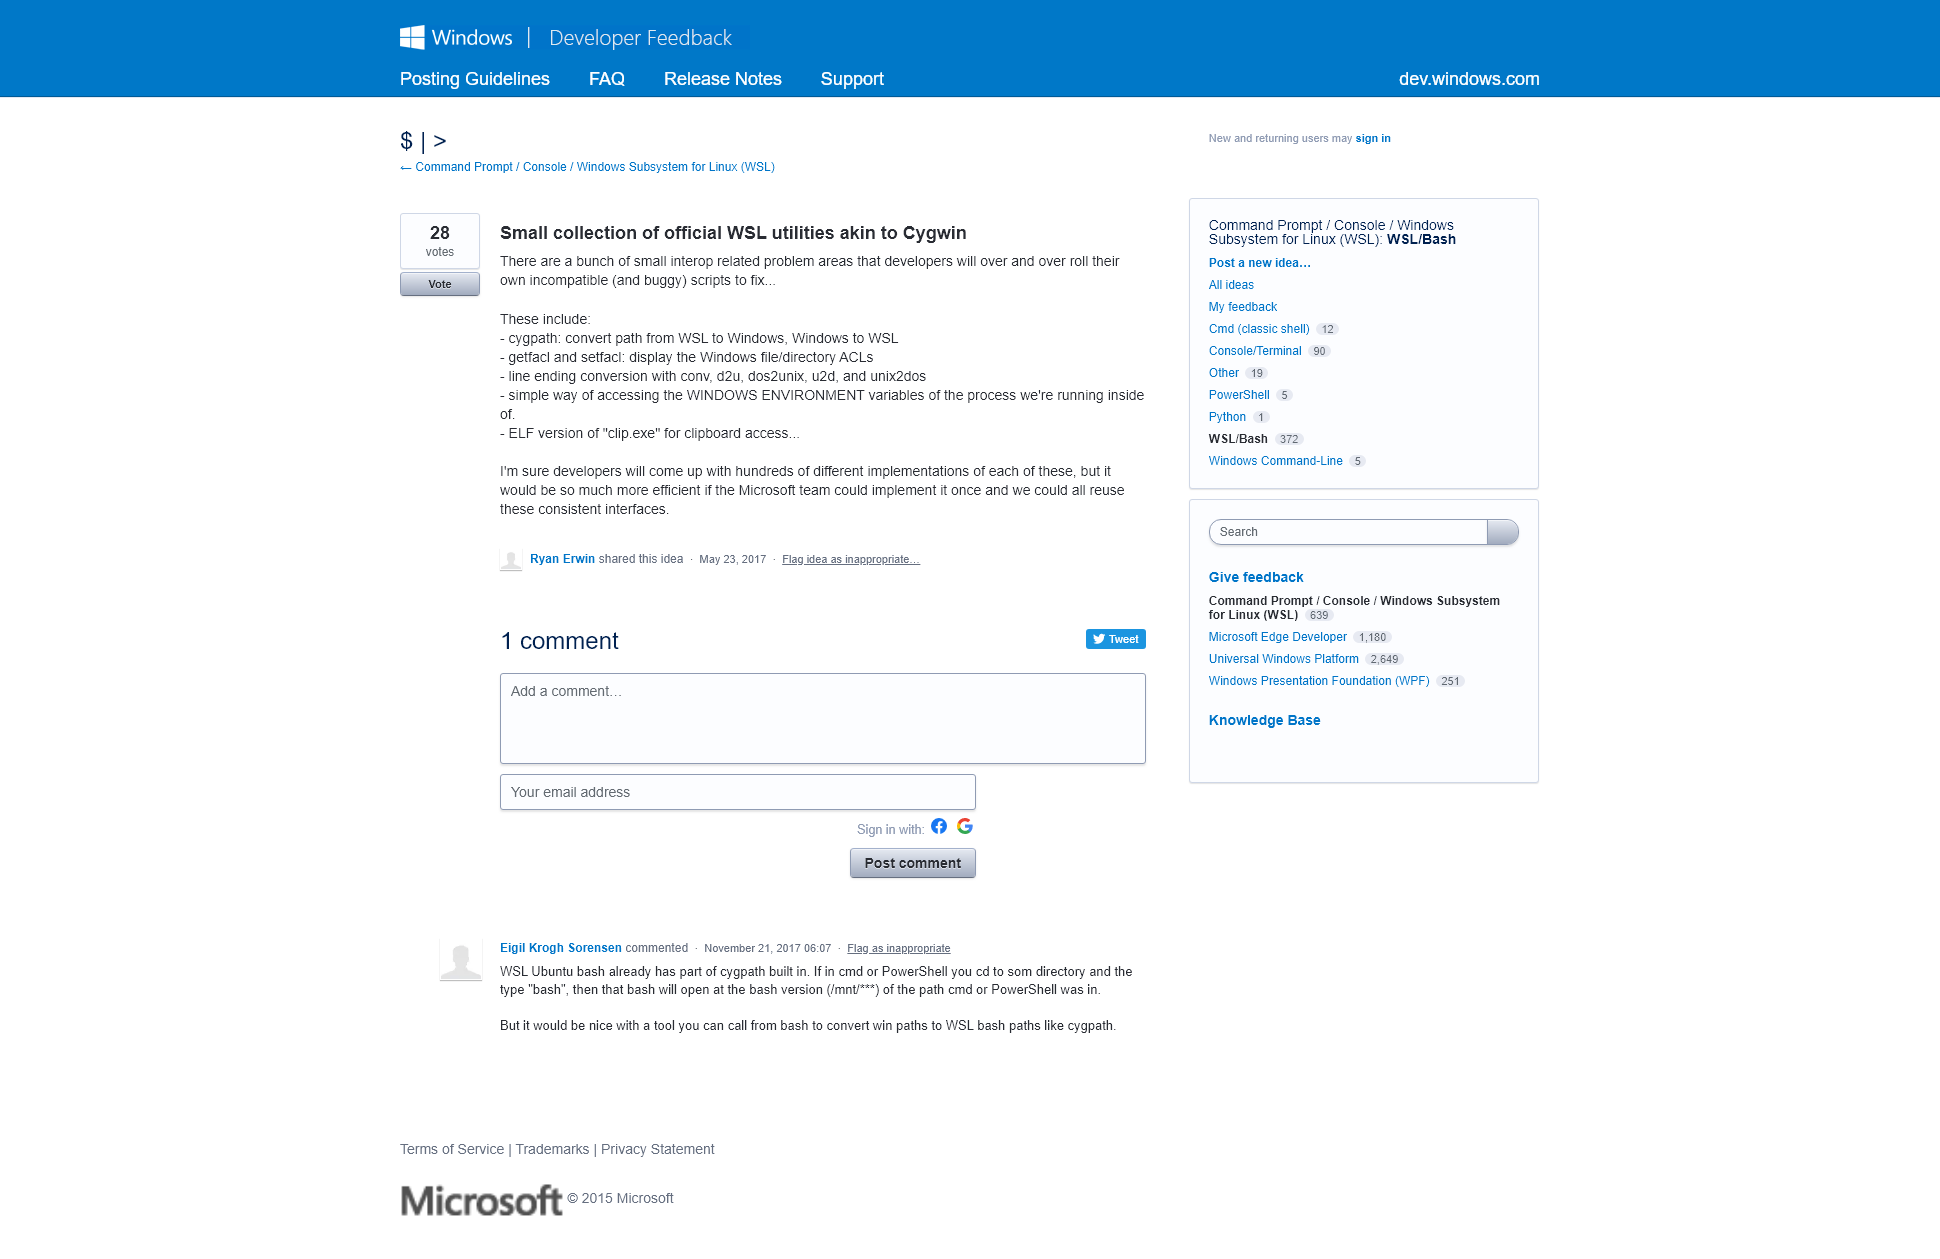 Windows | Developer Feedback
Posting Guidelines FAQ Release Notes Support dev.windows.com
$ | >
← Command Prompt / Console / Windows Subsystem for Linux (WSL)
New and returning users may sign in
28
votes
Vote
Small collection of official WSL utilities akin to Cygwin
There are a bunch of small interop related problem areas that developers will over and over roll their
own incompatible (and buggy) scripts to fix...
These include:
- cygpath: convert path from WSL to Windows, Windows to WSL
- getfacl and setfacl: display the Windows file/directory ACLs
- line ending conversion with conv, d2u, dos2unix, u2d, and unix2dos
- simple way of accessing the WINDOWS ENVIRONMENT variables of the process we're running inside
of.
- ELF version of "clip.exe" for clipboard access...
I'm sure developers will come up with hundreds of different implementations of each of these, but it
would be so much more efficient if the Microsoft team could implement it once and we could all reuse
these consistent interfaces.
Ryan Erwin shared this idea · May 23, 2017 · Flag idea as inappropriate…
1 comment
Tweet
Add a comment…
Your email address
Sign in with:
Post comment
Eigil Krogh Sorensen commented · November 21, 2017 06:07 · Flag as inappropriate
WSL Ubuntu bash already has part of cygpath built in. If in cmd or PowerShell you cd to som directory and the
type "bash", then that bash will open at the bash version (/mnt/***) of the path cmd or PowerShell was in.
But it would be nice with a tool you can call from bash to convert win paths to WSL bash paths like cygpath.
Command Prompt / Console / Windows
Subsystem for Linux (WSL): WSL/Bash
Post a new idea…
All ideas
My feedback
Cmd (classic shell) 12
Console/Terminal 90
Other 19
PowerShell 5
Python 1
WSL/Bash 372
Windows Command-Line 5
Search
Give feedback
Command Prompt / Console / Windows Subsystem
for Linux (WSL) 639
Microsoft Edge Developer 1,180
Universal Windows Platform 2,649
Windows Presentation Foundation (WPF) 251
Knowledge Base
Terms of Service | Trademarks | Privacy Statement
Microsoft © 2015 Microsoft